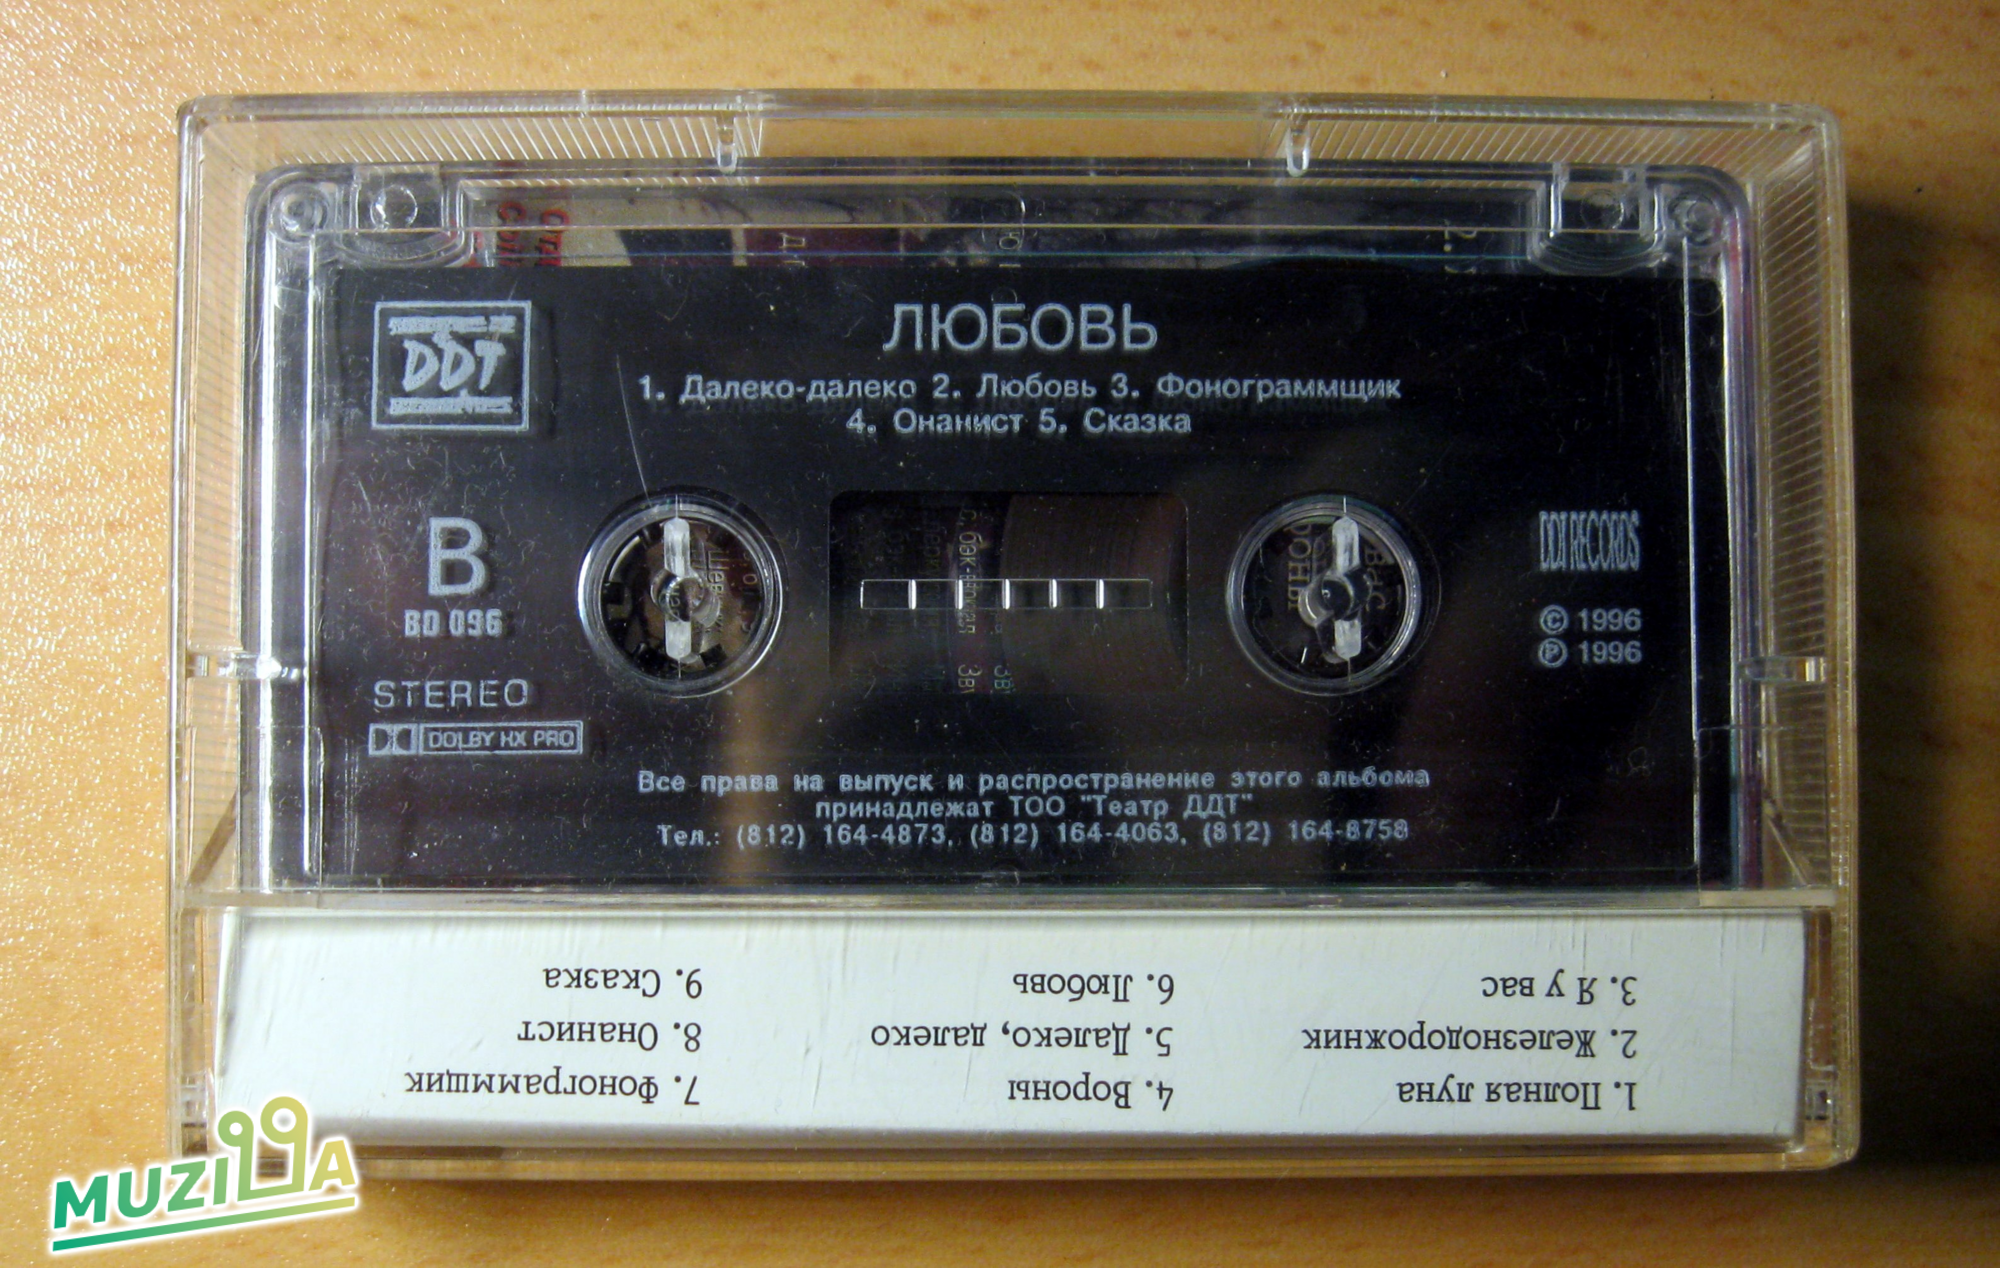 ЛЮБОВЬ
DDT
1. Далеко-далеко 2. Любовь 3. Фонограммщик
4. Онанист 5. Сказка
B
BD 096
STEREO
DOLBY HX PRO
DDT RECORDS
© 1996
℗ 1996
Все права на выпуск и распространение этого альбома
принадлежат ТОО "Театр ДДТ"
Тел.: (812) 164-4873, (812) 164-4063, (812) 164-8758
1. Полная луна
2. Железнодорожник
3. Я у вас
4. Вороны
5. Далеко, далеко
6. Любовь
7. Фонограммщик
8. Онанист
9. Сказка
MUZILLA